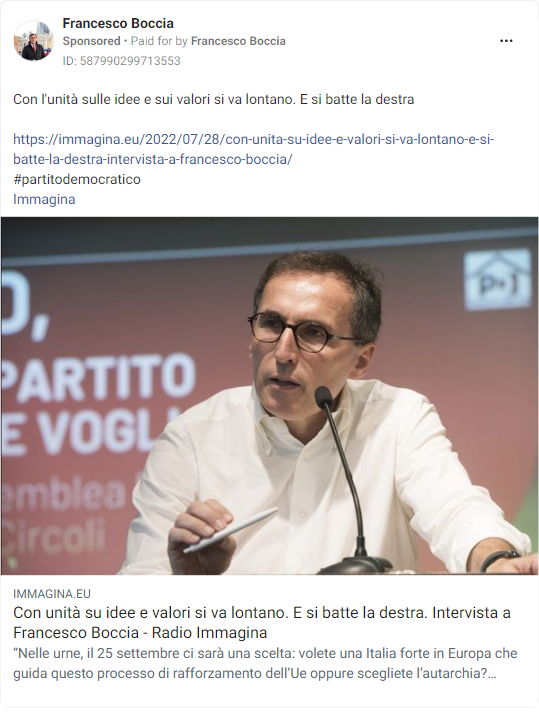 Francesco Boccia
Sponsored • Paid for by Francesco Boccia
ID: 587990299713553
Con l'unità sulle idee e sui valori si va lontano. E si batte la destra
https://immagina.eu/2022/07/28/con-unita-su-idee-e-valori-si-va-lontano-e-si-
batte-la-destra-intervista-a-francesco-boccia/
#partitodemocratico
Immagina
O,
PARTITO
E VOGLI
emblea
Circoli
IMMAGINA.EU
Con unità su idee e valori si va lontano. E si batte la destra. Intervista a
Francesco Boccia - Radio Immagina
“Nelle urne, il 25 settembre ci sarà una scelta: volete una Italia forte in Europa che
guida questo processo di rafforzamento dell’Ue oppure scegliete l’autarchia?...